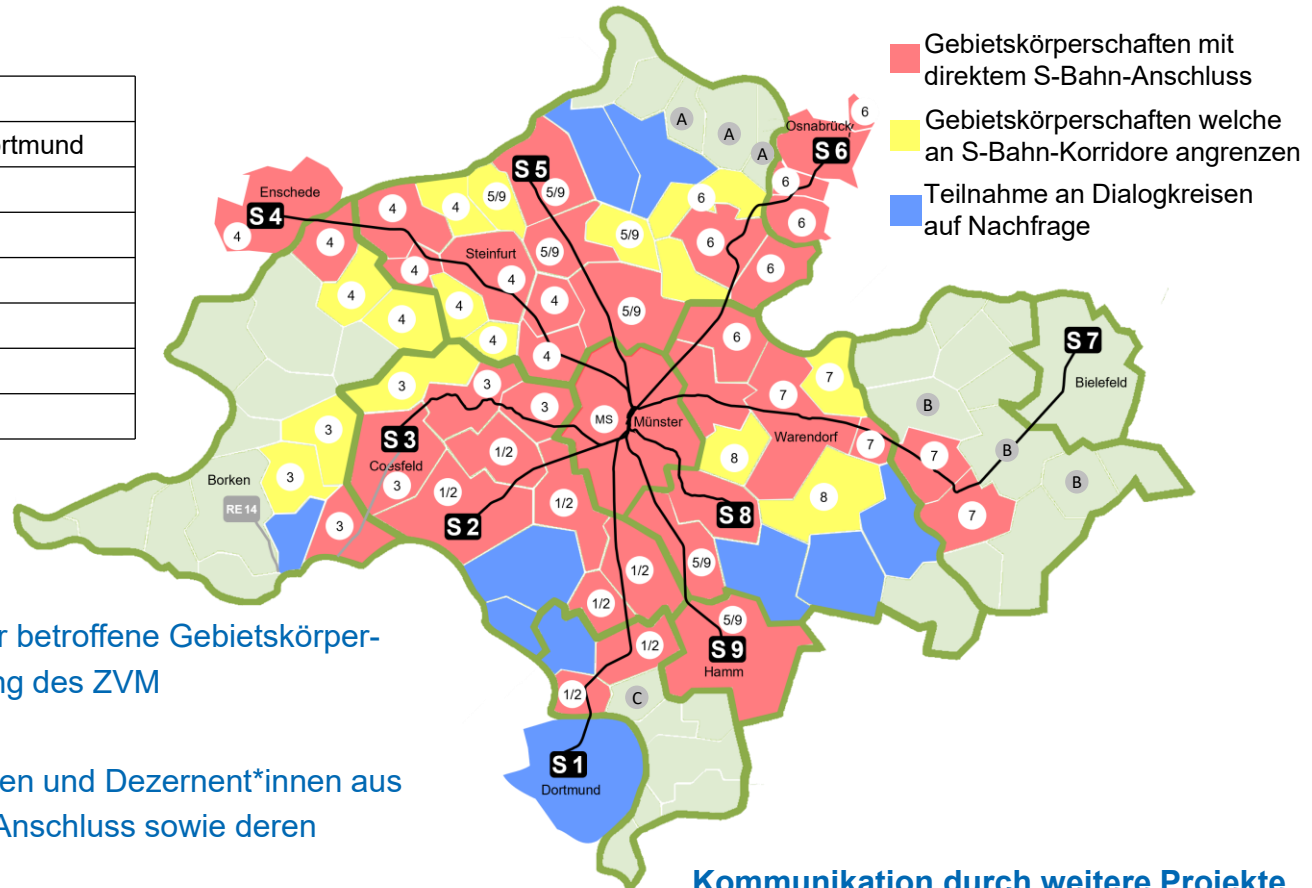 rtmund
Gebietskörperschaften mit
direktem S-Bahn-Anschluss
Gebietskörperschaften welche
an S-Bahn-Korridore angrenzen
Teilnahme an Dialogkreisen
auf Nachfrage
A
A
A
6
Osnabrück
S 6
6
6
S 5
5/9
Enschede
S 4
4
4
4
4
5/9
6
5/9
6
6
Steinfurt
5/9
4
4
4
4
4
4
4
4
5/9
6
S 7
Bielefeld
3
3
3
7
7
B
MS
Münster
Warendorf
3
S 3
Coesfeld
1/2
8
7
7
B
B
Borken
3
3
1/2
8
RE 14
3
S 2
1/2
S 8
7
5/9
1/2
1/2
5/9
S 9
Hamm
1/2
1/2
C
S 1
Dortmund
r betroffene Gebietskörper-
ng des ZVM
en und Dezernent*innen aus
Anschluss sowie deren
Kommunikation durch weitere Projekte